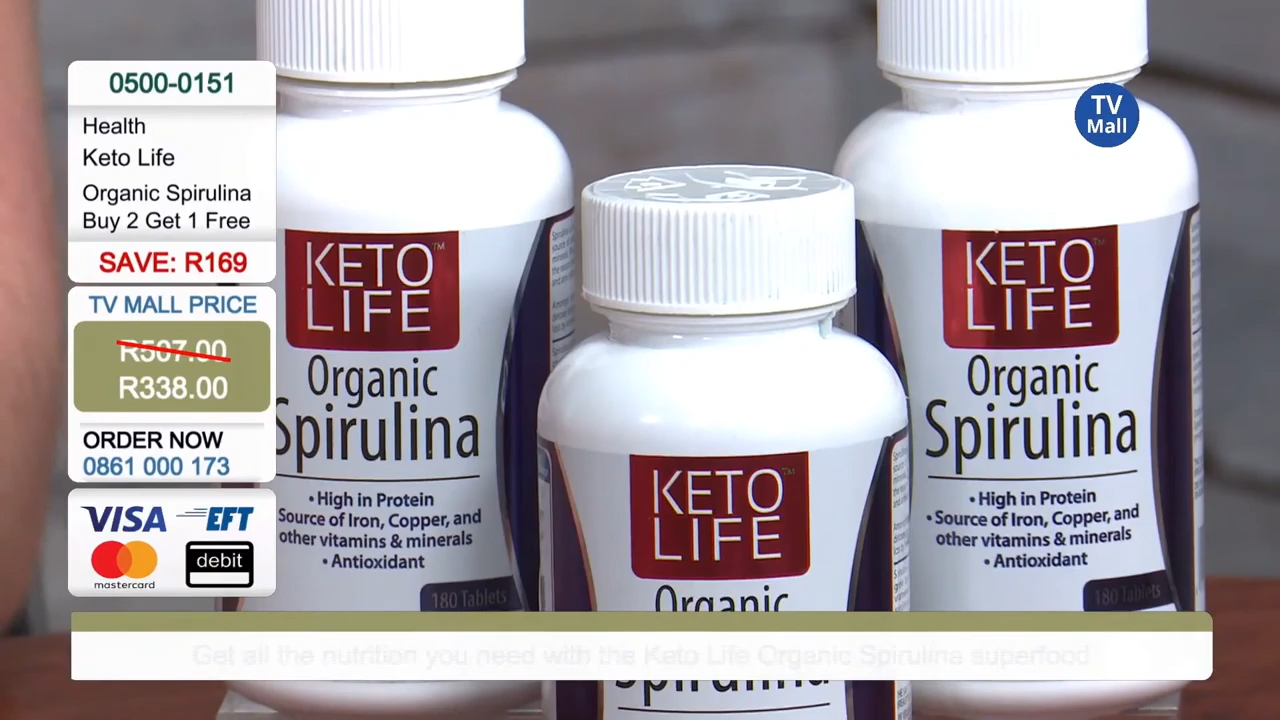 0500-0151
Health
Keto Life
Organic Spirulina
Buy 2 Get 1 Free
SAVE: R169
TV MALL PRICE
R507.00
R338.00
ORDER NOW
0861 000 173
VISA EFT
mastercard debit
TV
Mall
KETO
LIFE™
Organic
Spirulina
• High in Protein
Source of Iron, Copper, and
other vitamins & minerals
• Antioxidant
180 Tablets
KETO
LIFE™
Organic
Spirulina
KETO
LIFE™
Organic
Spirulina
• High in Protein
• Source of Iron, Copper, and
other vitamins & minerals
• Antioxidant
180 Tablets
Get all the nutrition you need with the Keto Life Organic Spirulina superfood